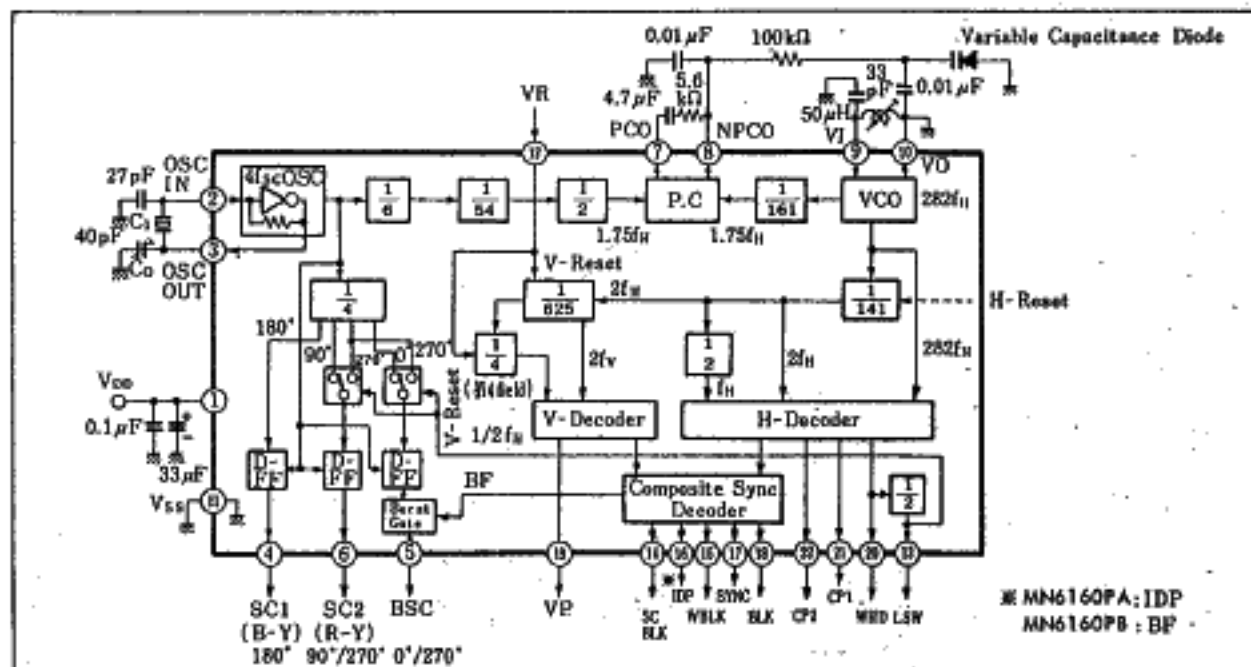 0.01μF
100kΩ
Variable Capacitance Diode
5.6
kΩ
4.7μF
33
pF
0.01μF
50μH
VR
PCO
NPCO
VI
VO
12
7
8
9
10
27pF
OSC
IN
2
4fscOSC
1/6
1/54
1/2
P.C
1/161
VCO
282fH
C1
40pF
C0
3
OSC
OUT
1.75fH
1.75fH
V-Reset
1/4
1/625
2fH
1/141
H-Reset
180°
90°
270°
0°
270°
1/4
2fV
1/2
2fH
282fH
fH
VDD
1
V-Reset
V-Decoder
H-Decoder
0.1μF
33μF
1/2fH
D-
FF
D-
FF
D-
FF
BF
Composite Sync
Decoder
1/2
VSS
Burst
Gate
4
6
5
19
14
16
15
17
18
22
21
20
13
SC1
(B-Y)
180°
SC2
(R-Y)
90°/270°
BSC
0°/270°
VP
SC
BLK
※
IDP
WBLK
SYNC
BLK
CP2
CP1
WHD
LSW
※ MN6160PA: IDP
MN6160PB : BF